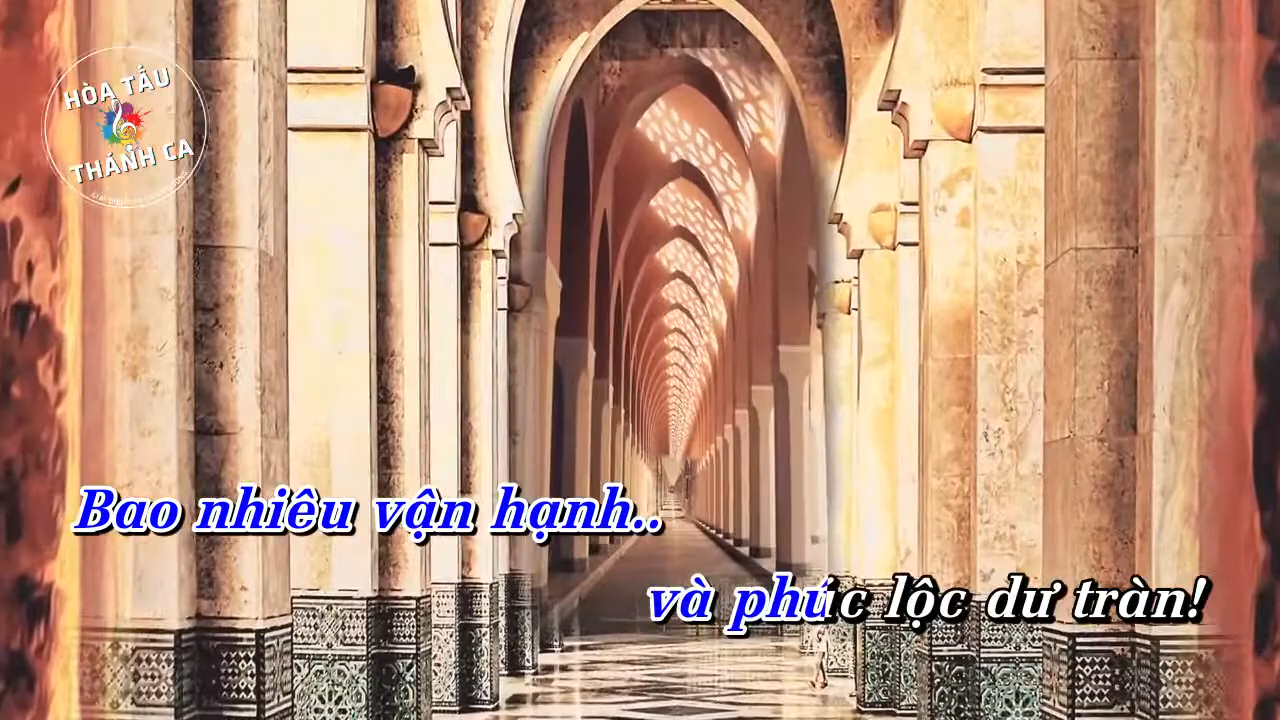 HÒA TẤU
THÁNH CA
Bao nhiêu vận hạnh..
và phúc lộc dư tràn!